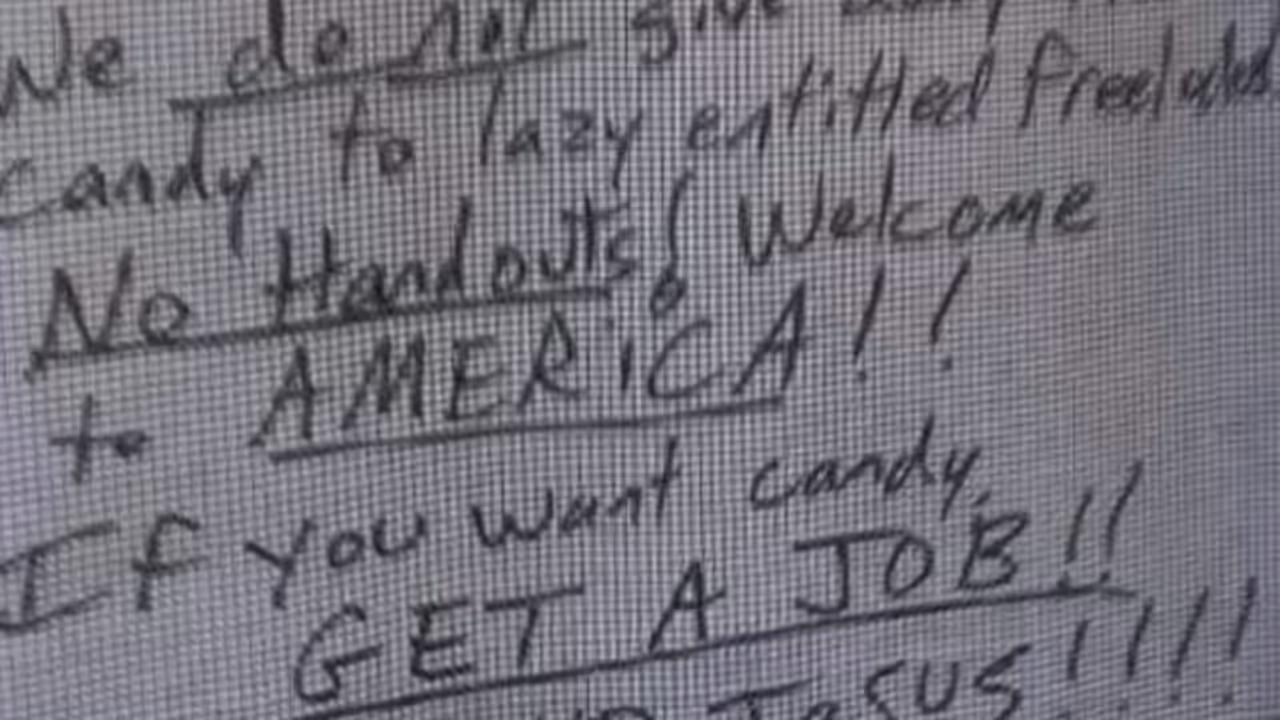 We do not give
candy to lazy entitled
No Handouts! Welcome
to AMERiCA!!
If you want candy,
GET A JOB!!
Jesus!!!!